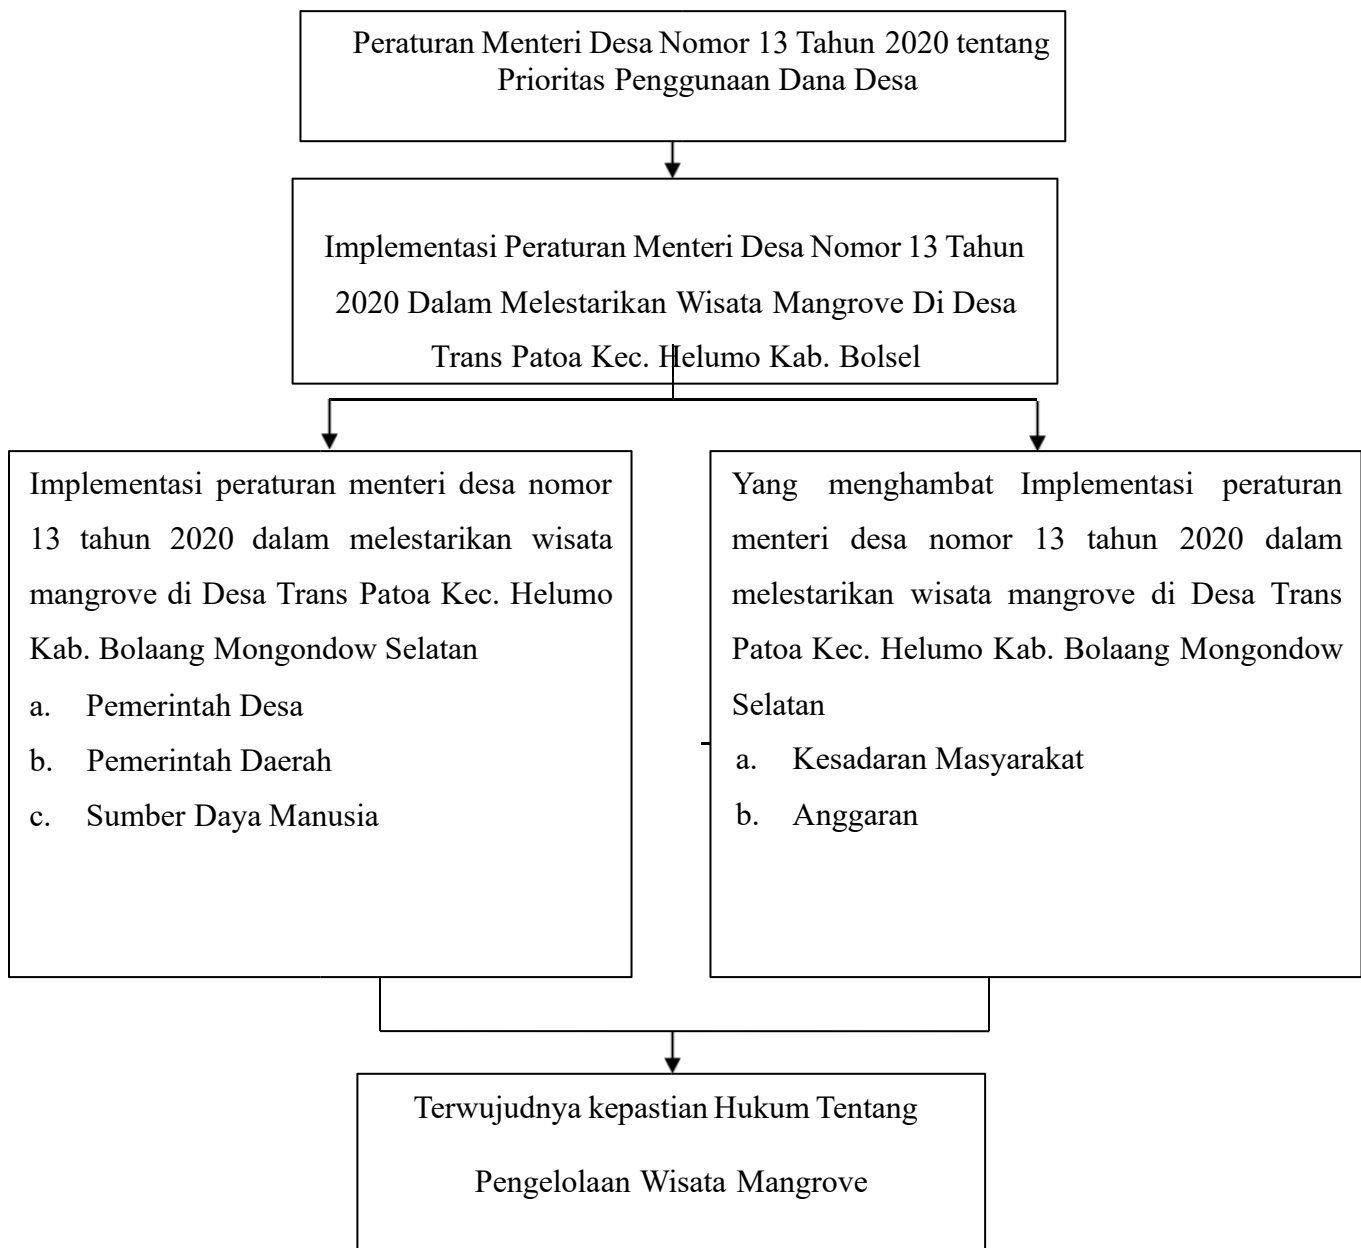 Peraturan Menteri Desa Nomor 13 Tahun 2020 tentang
Prioritas Penggunaan Dana Desa
Implementasi Peraturan Menteri Desa Nomor 13 Tahun
2020 Dalam Melestarikan Wisata Mangrove Di Desa
Trans Patoa Kec. Helumo Kab. Bolsel
Implementasi peraturan menteri desa nomor
13 tahun 2020 dalam melestarikan wisata
mangrove di Desa Trans Patoa Kec. Helumo
Kab. Bolaang Mongondow Selatan
a. Pemerintah Desa
b. Pemerintah Daerah
c. Sumber Daya Manusia
Yang menghambat Implementasi peraturan
menteri desa nomor 13 tahun 2020 dalam
melestarikan wisata mangrove di Desa Trans
Patoa Kec. Helumo Kab. Bolaang Mongondow
Selatan
a. Kesadaran Masyarakat
b. Anggaran
Terwujudnya kepastian Hukum Tentang
Pengelolaan Wisata Mangrove